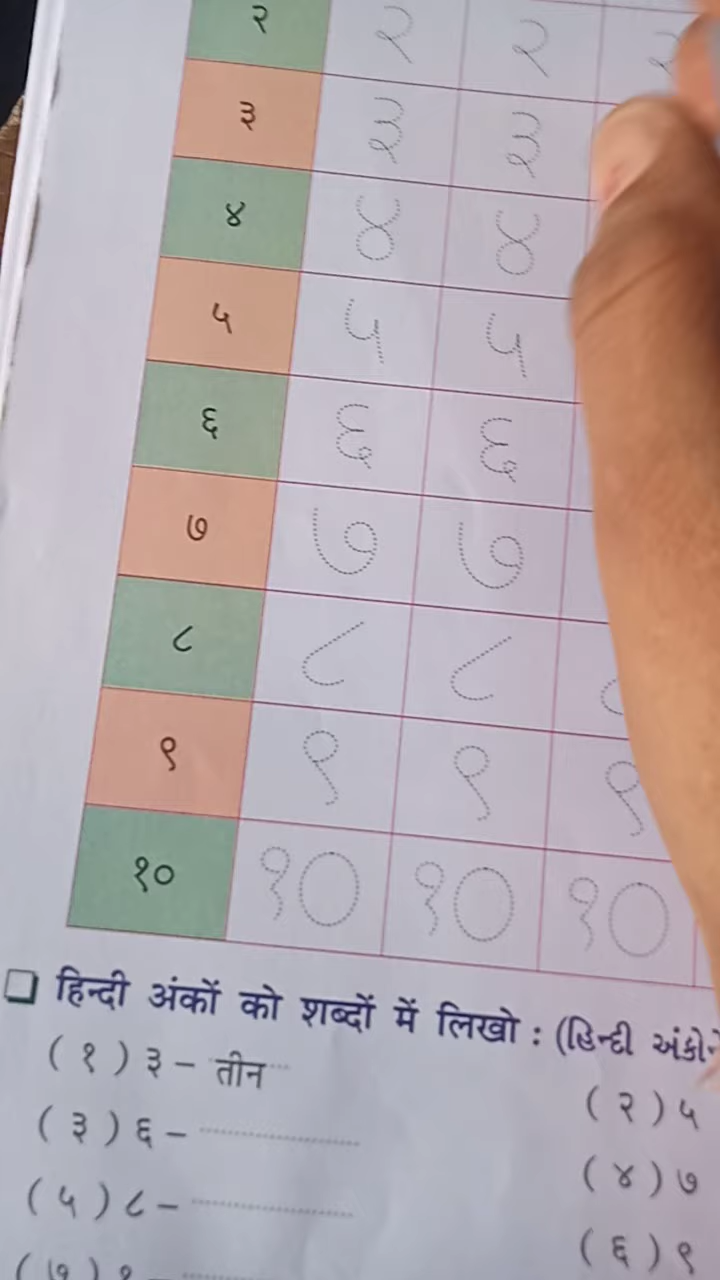 २ २ २ २
३ ३ ३
४ ४ ४
५ ५ ५
६ ६ ६
७ ७ ७
८ ८ ८
९ ९ ९ ९
१० १० १० १०
हिन्दी अंकों को शब्दों में लिखो : (હિન્દી અંકોને
( १ ) ३ – तीन
( २ ) ५
( ३ ) ६ –
( ४ ) ७
( ५ ) ८ –
( ६ ) ९
( ७ )